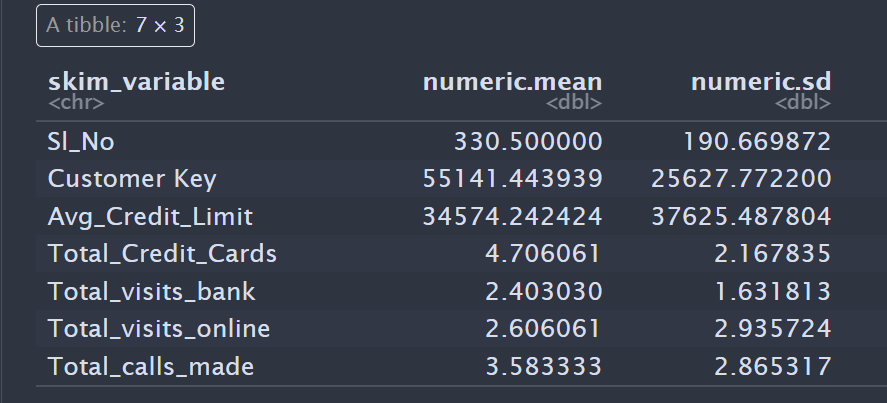 A tibble: 7 × 3
skim_variable numeric.mean numeric.sd
<chr> <dbl> <dbl>
Sl_No 330.500000 190.669872
Customer Key 55141.443939 25627.772200
Avg_Credit_Limit 34574.242424 37625.487804
Total_Credit_Cards 4.706061 2.167835
Total_visits_bank 2.403030 1.631813
Total_visits_online 2.606061 2.935724
Total_calls_made 3.583333 2.865317